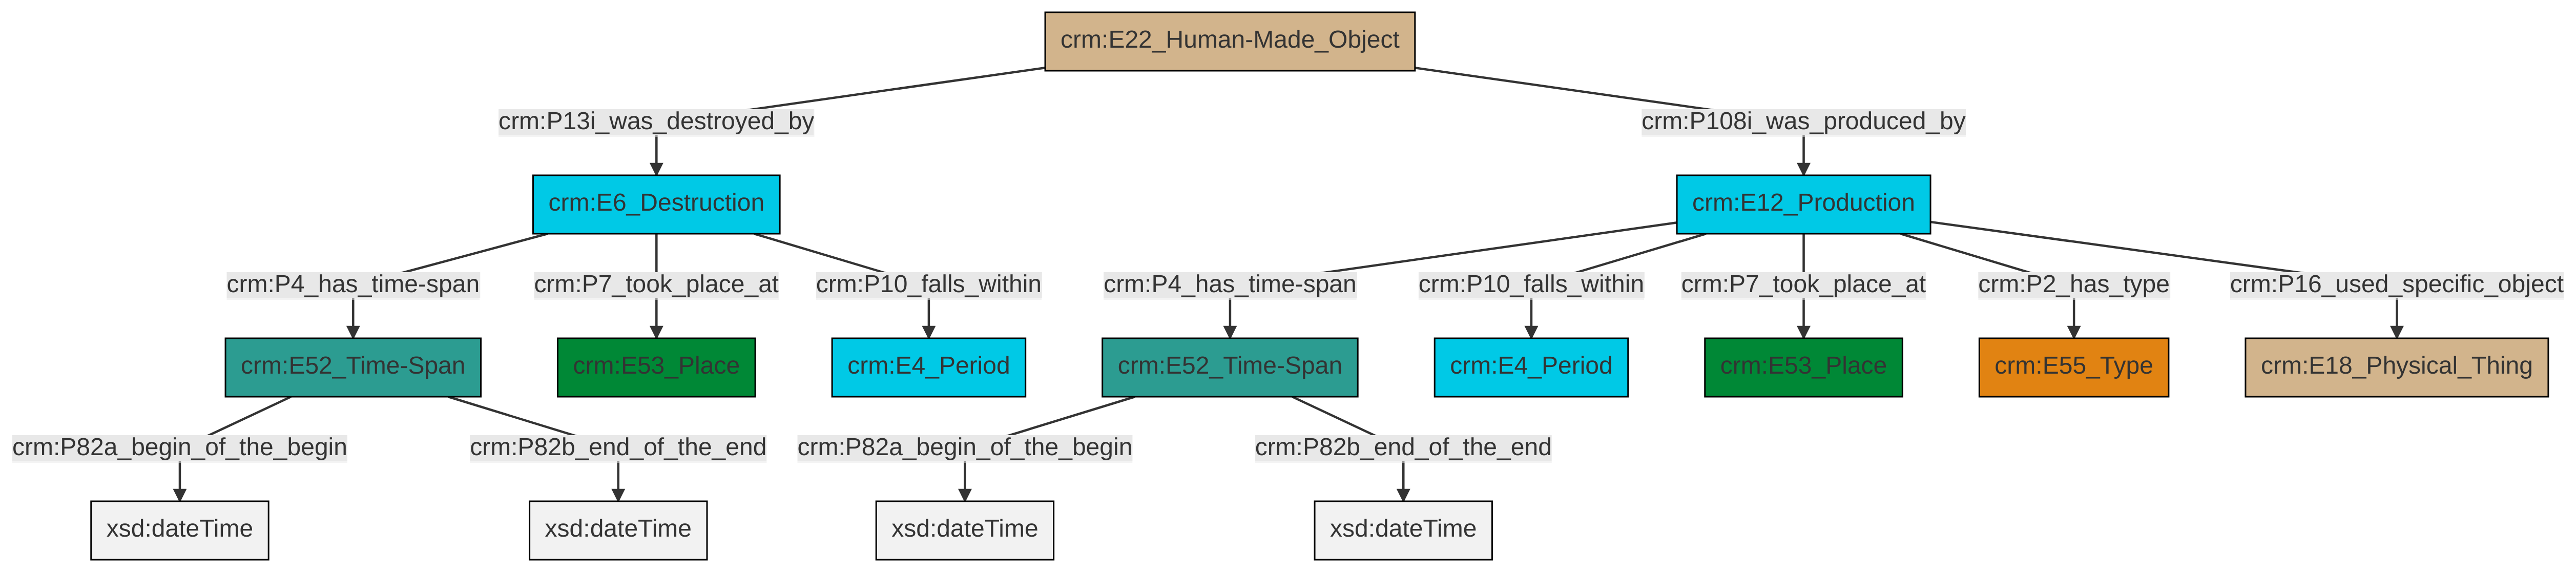 crm:E22_Human-Made_Object
crm:P13i_was_destroyed_by
crm:P108i_was_produced_by
crm:E6_Destruction
crm:E12_Production
crm:P4_has_time-span
crm:P7_took_place_at
crm:P10_falls_within
crm:P4_has_time-span
crm:P10_falls_within
crm:P7_took_place_at
crm:P2_has_type
crm:P16_used_specific_object
crm:E52_Time-Span
crm:E53_Place
crm:E4_Period
crm:E52_Time-Span
crm:E4_Period
crm:E53_Place
crm:E55_Type
crm:E18_Physical_Thing
crm:P82a_begin_of_the_begin
crm:P82b_end_of_the_end
crm:P82a_begin_of_the_begin
crm:P82b_end_of_the_end
xsd:dateTime
xsd:dateTime
xsd:dateTime
xsd:dateTime